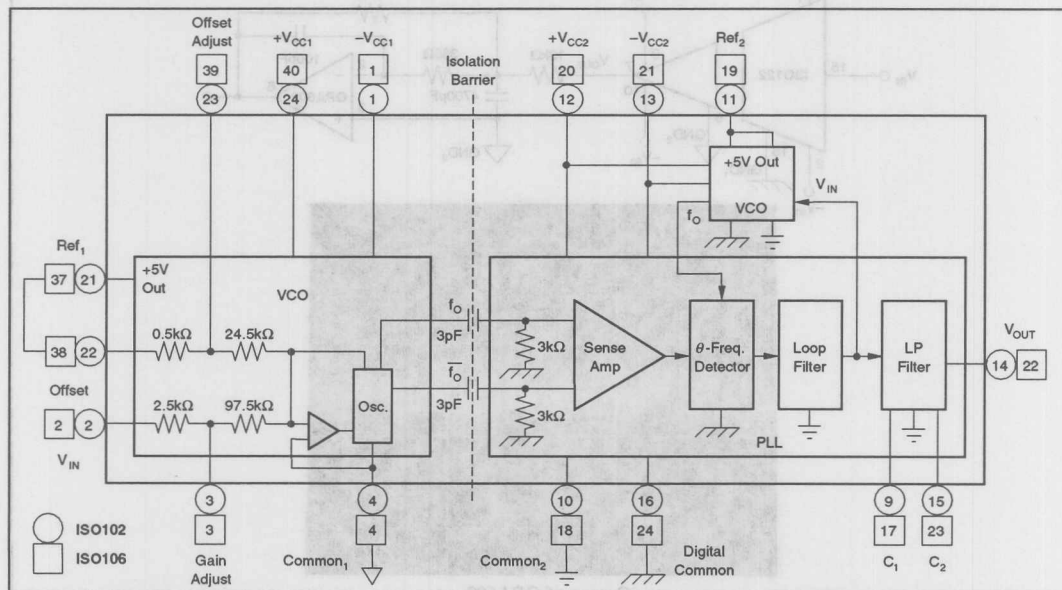 Offset
Adjust
+VCC1
–VCC1
Isolation
Barrier
+VCC2
–VCC2
Ref2
39
40
1
20
21
19
23
24
1
12
13
11
+5V Out
VIN
fO
VCO
Ref1
37
21
+5V
Out
VCO
fO
3pF
0.5kΩ
24.5kΩ
38
22
3kΩ
Sense
Amp
θ-Freq.
Detector
Loop
Filter
LP
Filter
VOUT
14
22
Offset
2
2
2.5kΩ
97.5kΩ
Osc.
fO
3pF
3kΩ
VIN
PLL
3
4
10
16
9
15
3
4
18
24
17
23
ISO102
ISO106
Gain
Adjust
Common1
Common2
Digital
Common
C1
C2